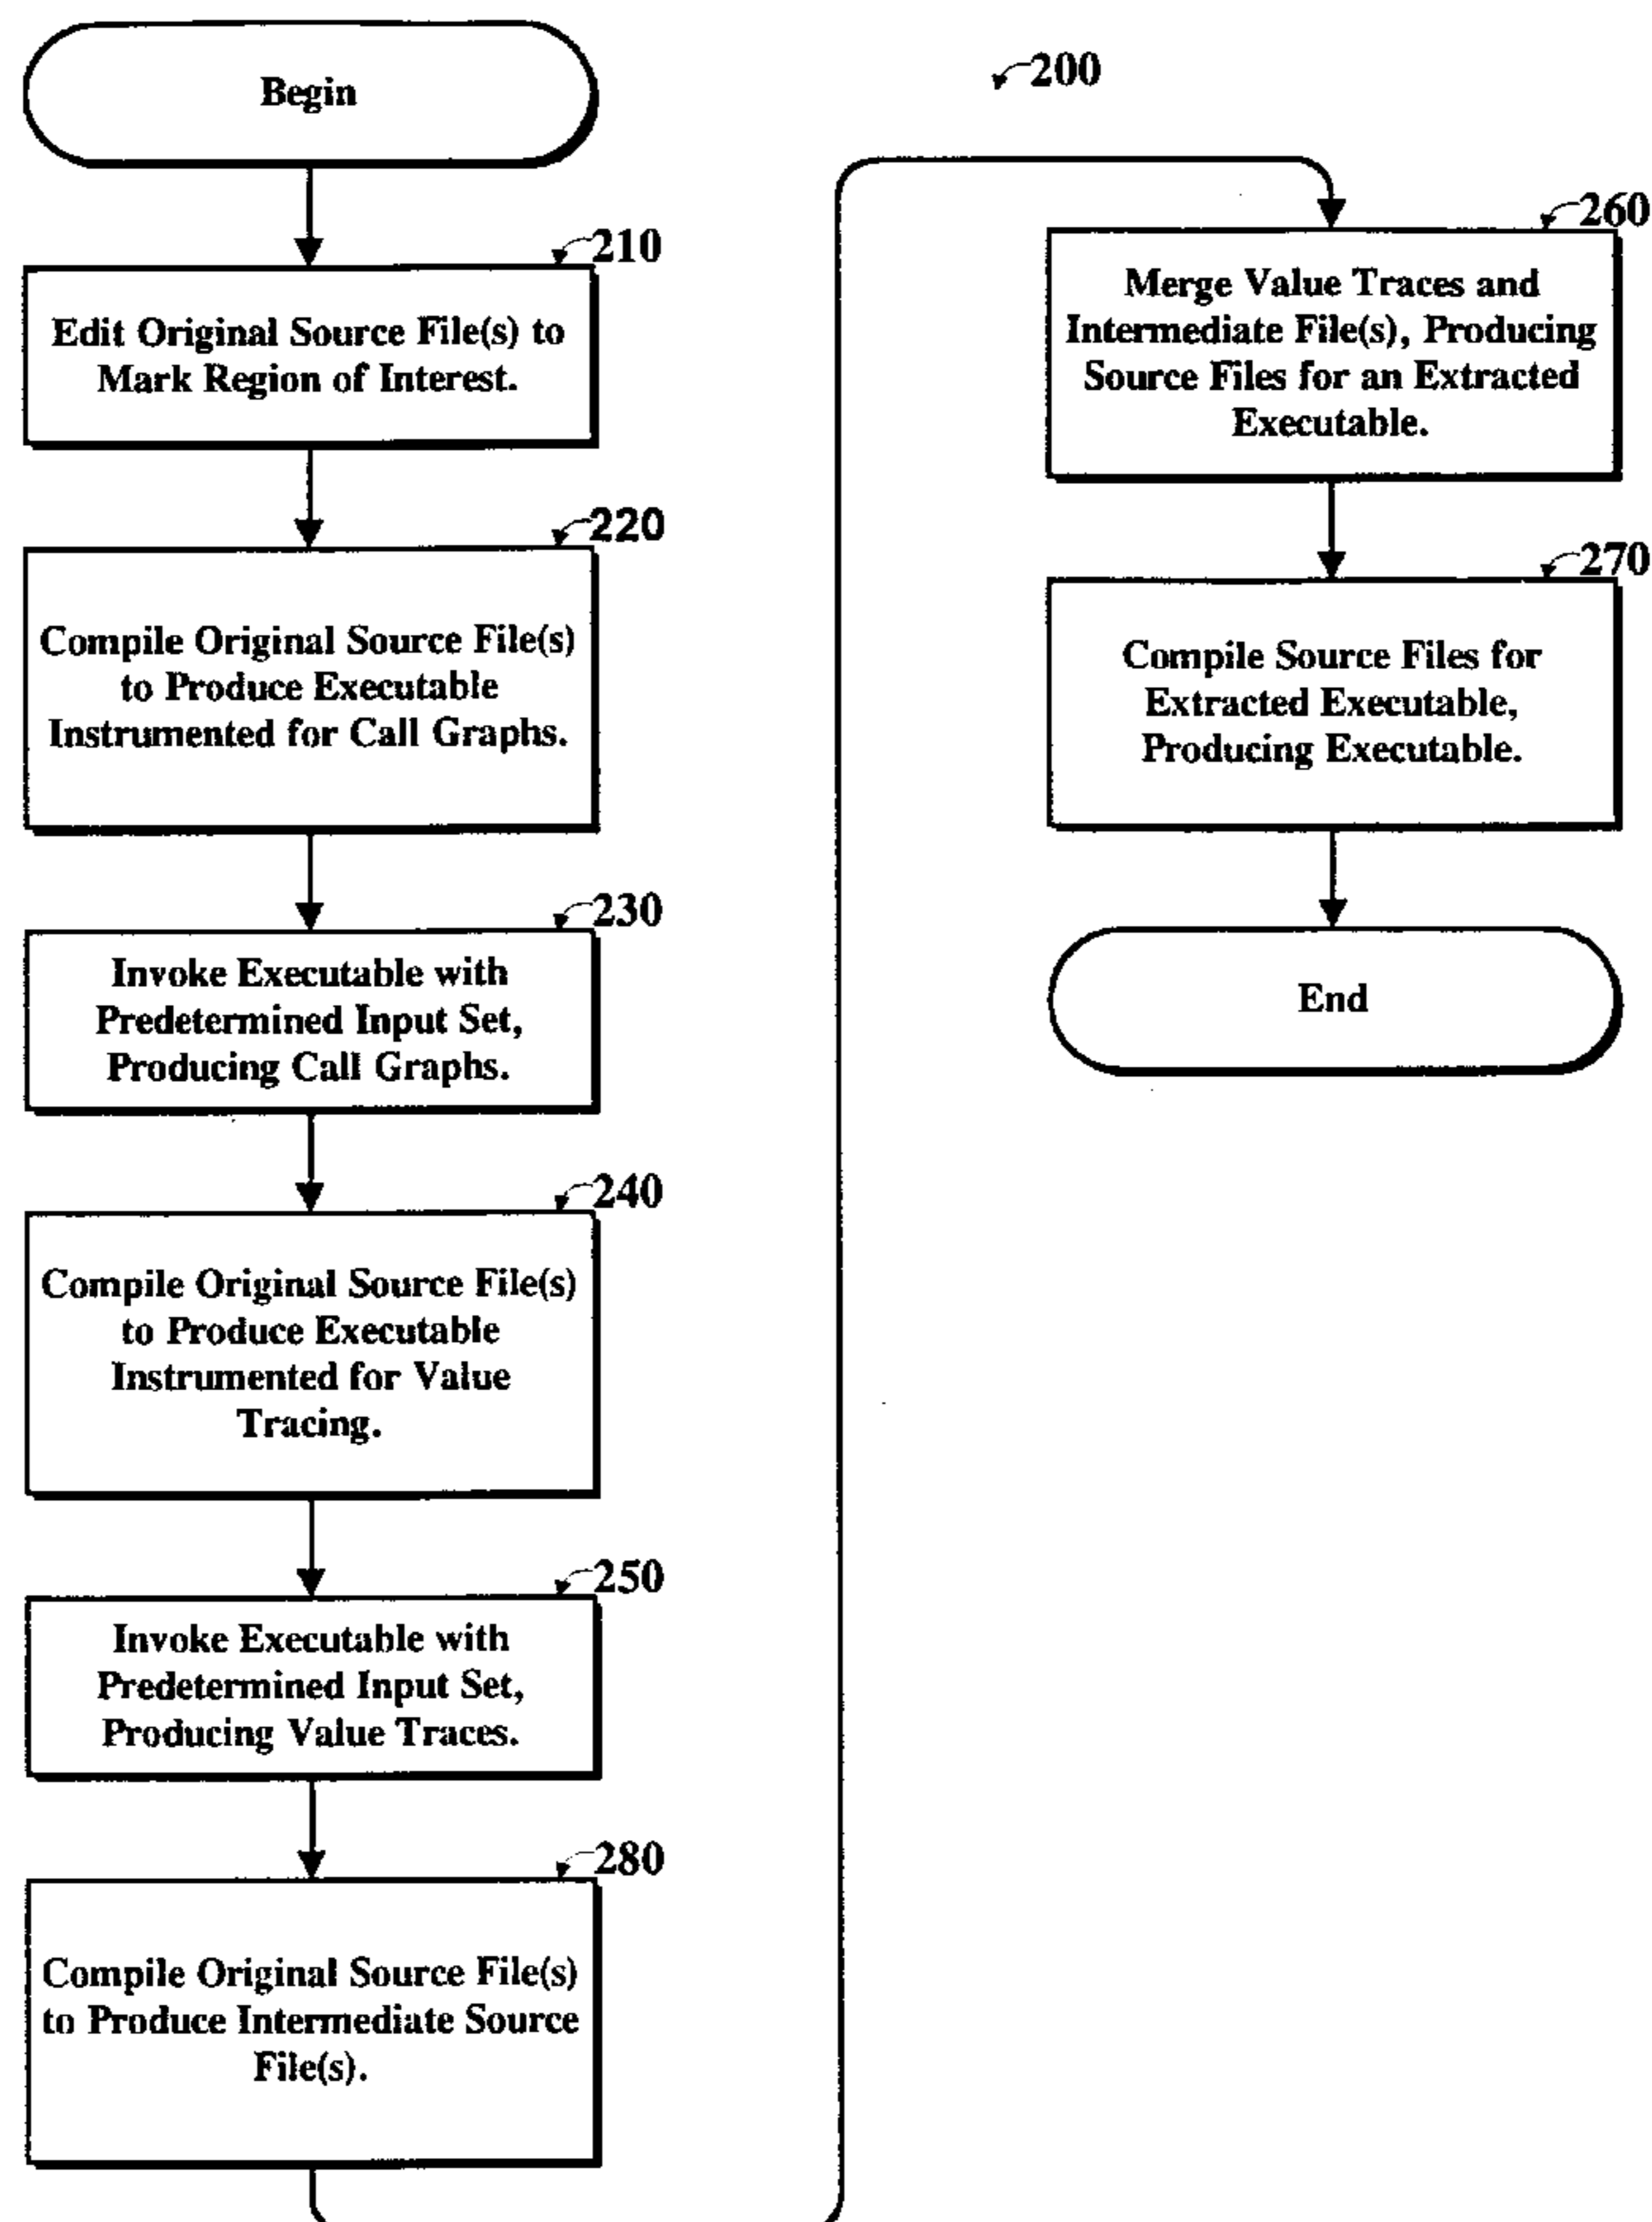 Begin
210
Edit Original Source File(s) to
Mark Region of Interest.
220
Compile Original Source File(s)
to Produce Executable
Instrumented for Call Graphs.
230
Invoke Executable with
Predetermined Input Set,
Producing Call Graphs.
240
Compile Original Source File(s)
to Produce Executable
Instrumented for Value
Tracing.
250
Invoke Executable with
Predetermined Input Set,
Producing Value Traces.
280
Compile Original Source File(s)
to Produce Intermediate Source
File(s).
200
260
Merge Value Traces and
Intermediate File(s), Producing
Source Files for an Extracted
Executable.
270
Compile Source Files for
Extracted Executable,
Producing Executable.
End